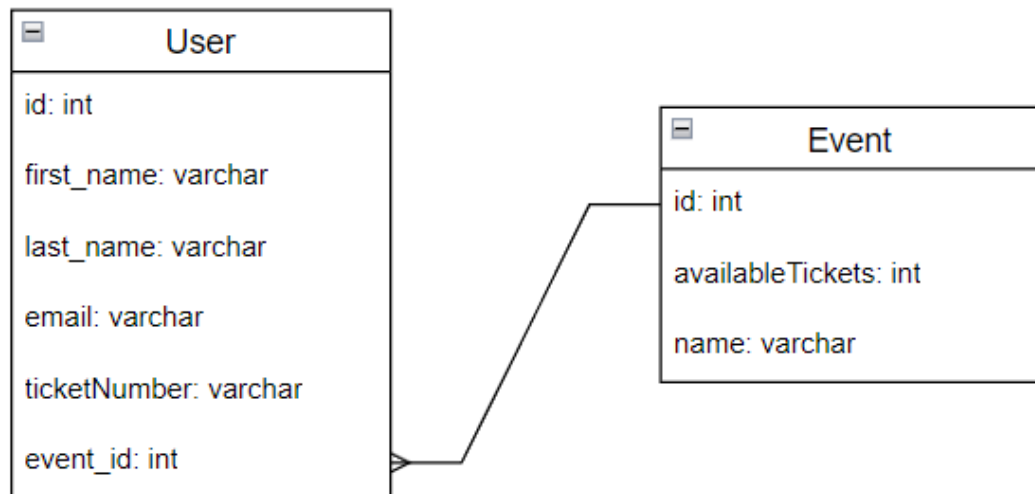 User
id: int
first_name: varchar
last_name: varchar
email: varchar
ticketNumber: varchar
event_id: int
Event
id: int
availableTickets: int
name: varchar